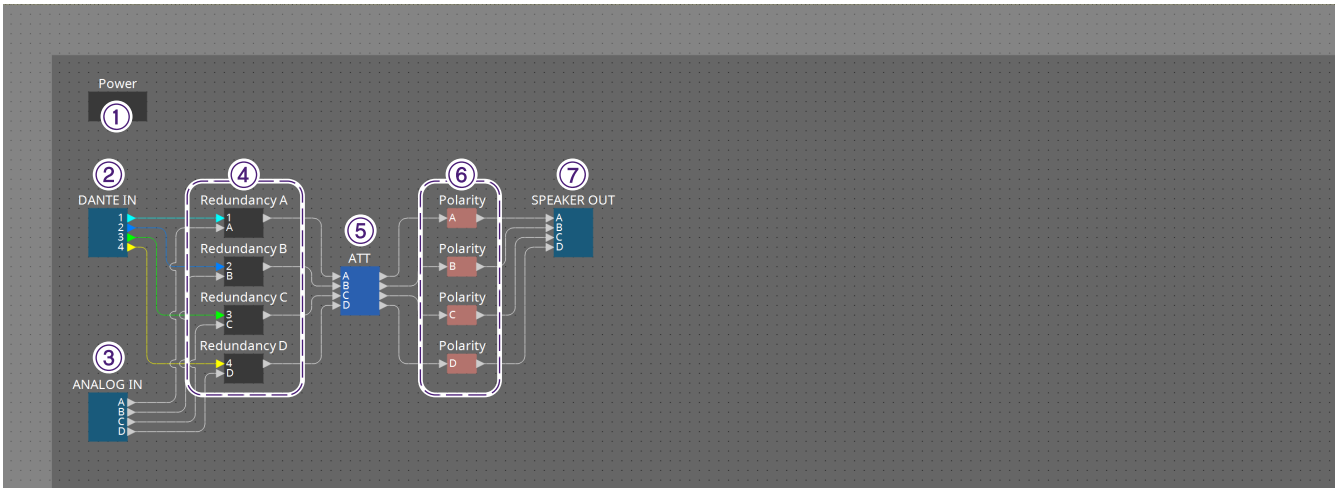 Power
①
②
DANTE IN
1
2
3
4
③
ANALOG IN
A
B
C
D
④
Redundancy A
1
A
Redundancy B
2
B
Redundancy C
3
C
Redundancy D
4
D
⑤
ATT
A
B
C
D
⑥
Polarity
A
Polarity
B
Polarity
C
Polarity
D
⑦
SPEAKER OUT
A
B
C
D